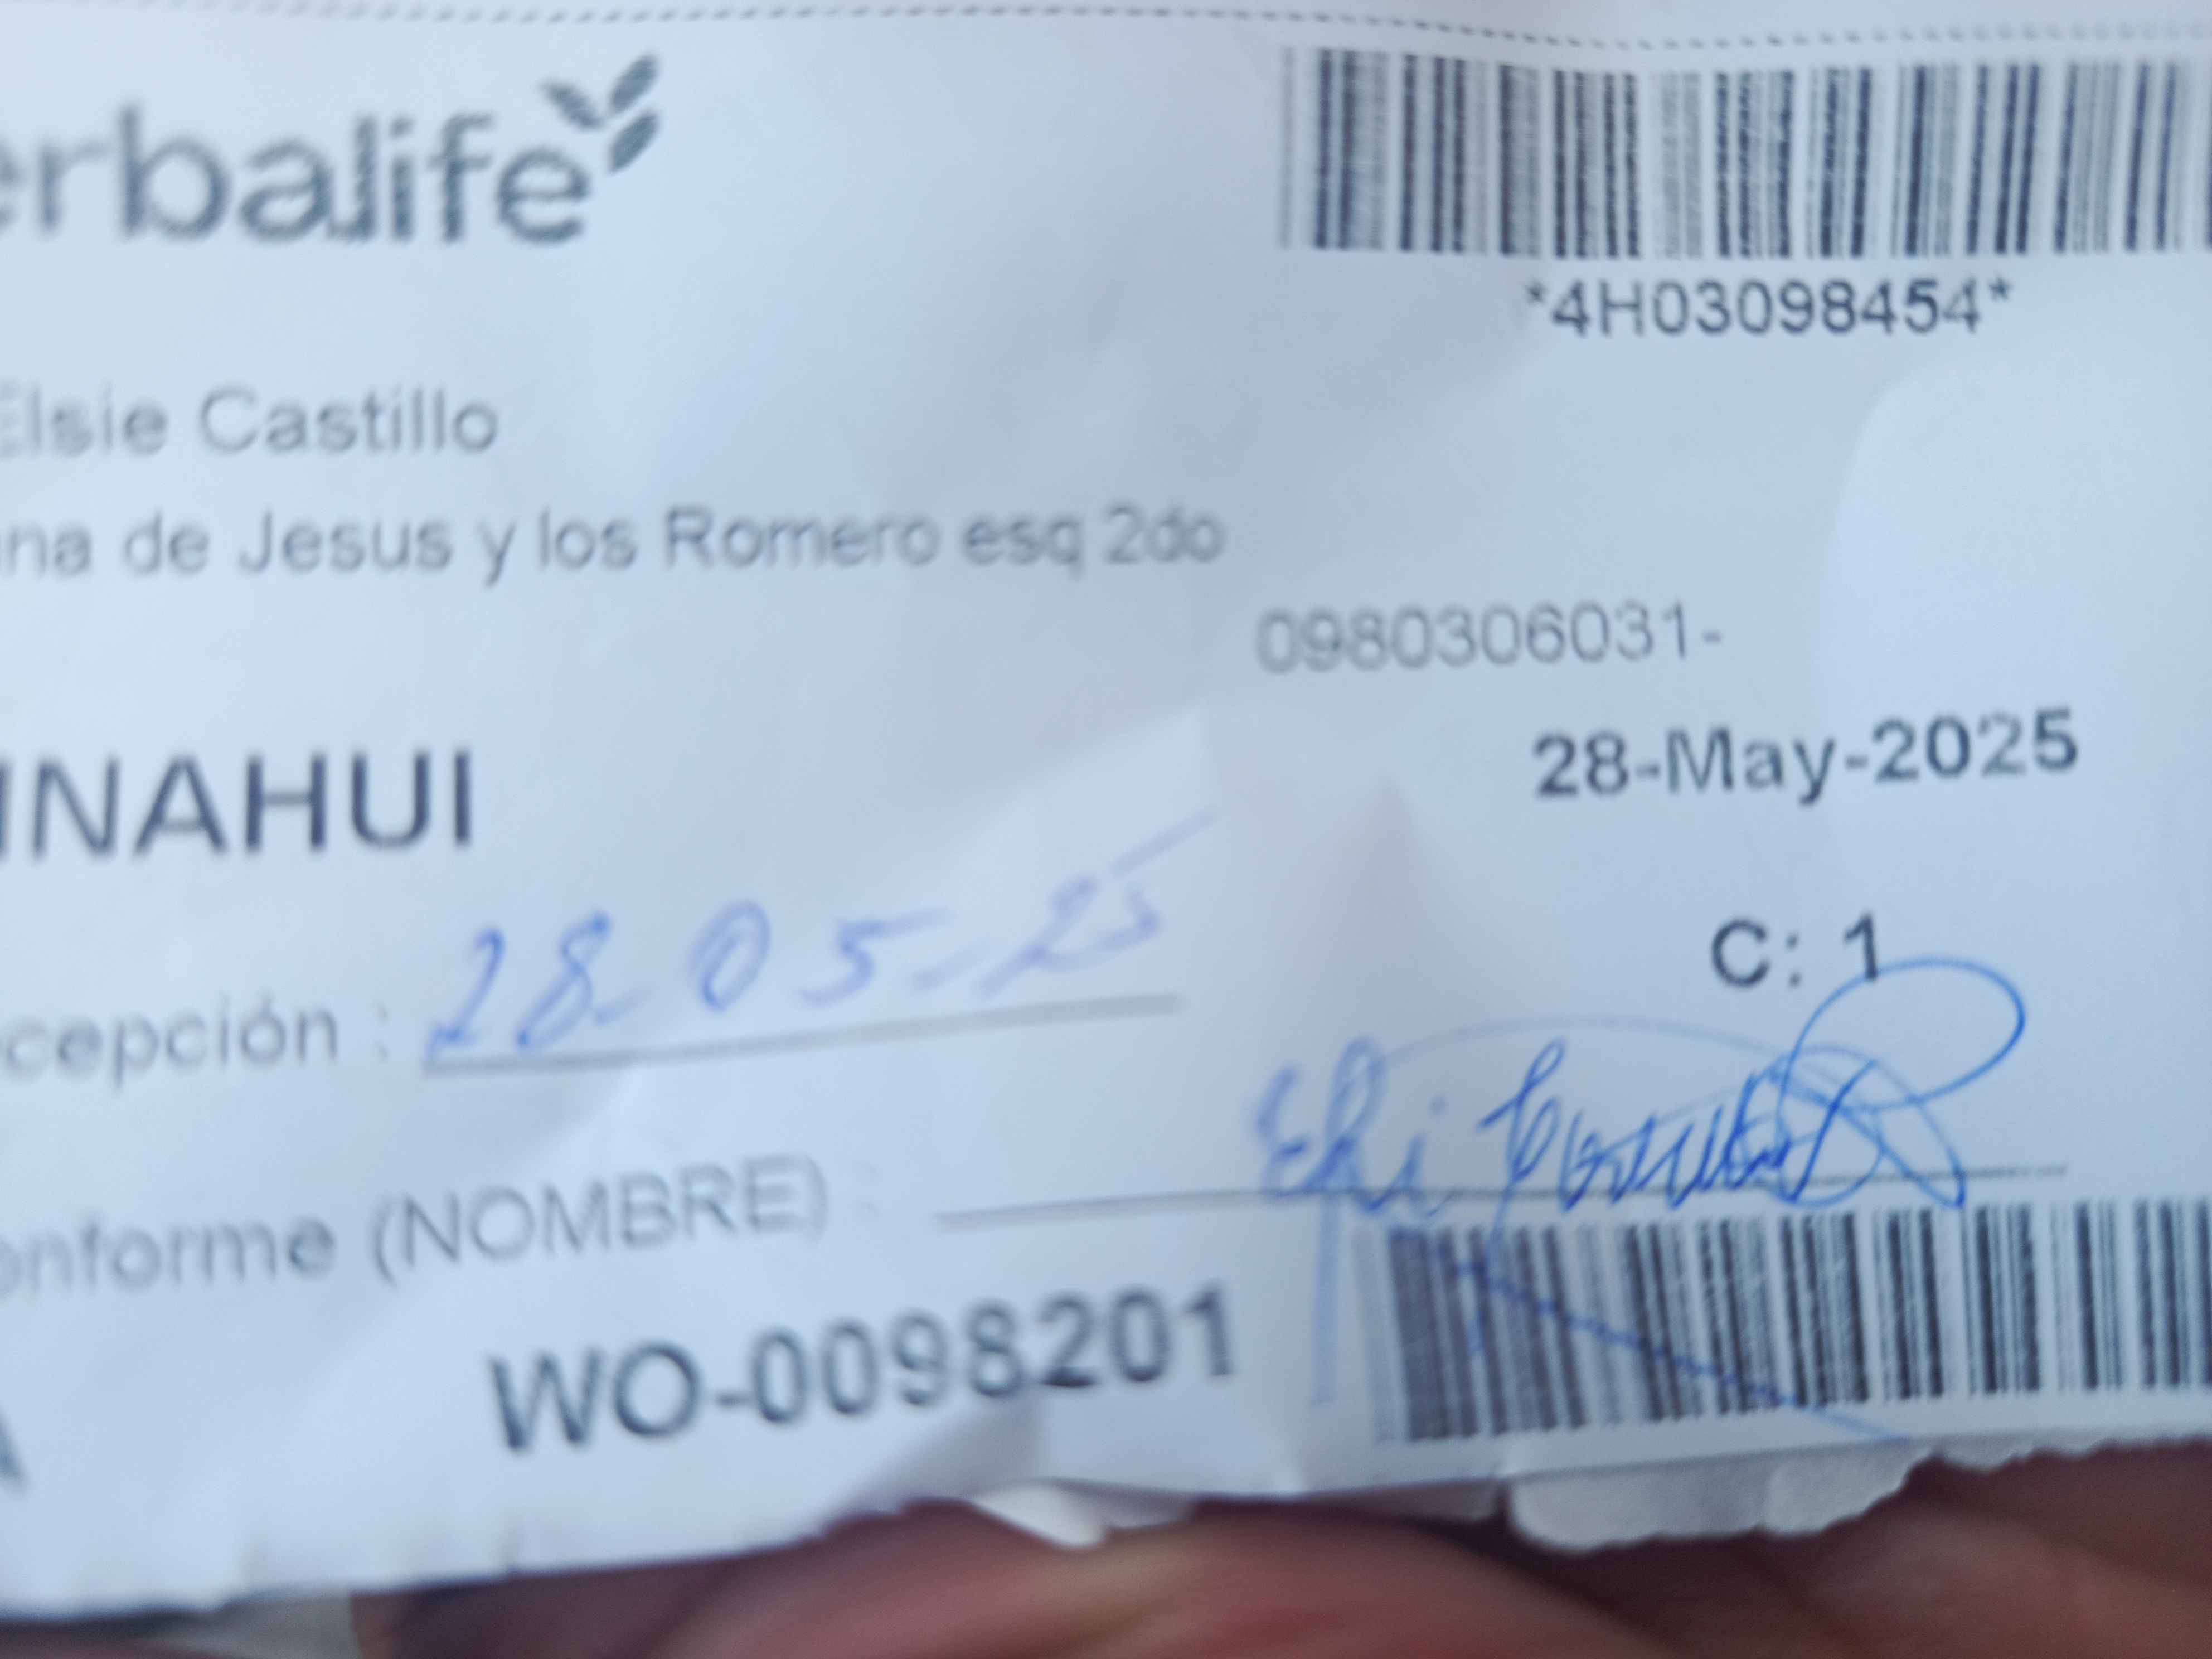 erbalife
*4H03098454*
Elsie Castillo
na de Jesus y los Romero esq 2do
0980306031-
INAHUI
28-May-2025
C: 1
cepción : 28-05-25
onforme (NOMBRE) :
WO-0098201